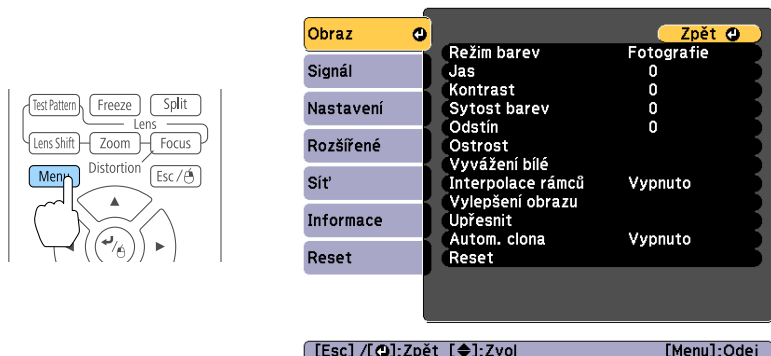 Test Pattern Freeze Split
Lens
Lens Shift Zoom Focus
Distortion
Menu Esc /
Obraz
Signál
Nastavení
Rozšířené
Síť
Informace
Reset
Zpět
Režim barev Fotografie
Jas 0
Kontrast 0
Sytost barev 0
Odstín 0
Ostrost
Vyvážení bílé
Interpolace rámců Vypnuto
Vylepšení obrazu
Upřesnit
Autom. clona Vypnuto
Reset
[Esc] /[ ]:Zpět [ ]:Zvol [Menu]:Odej